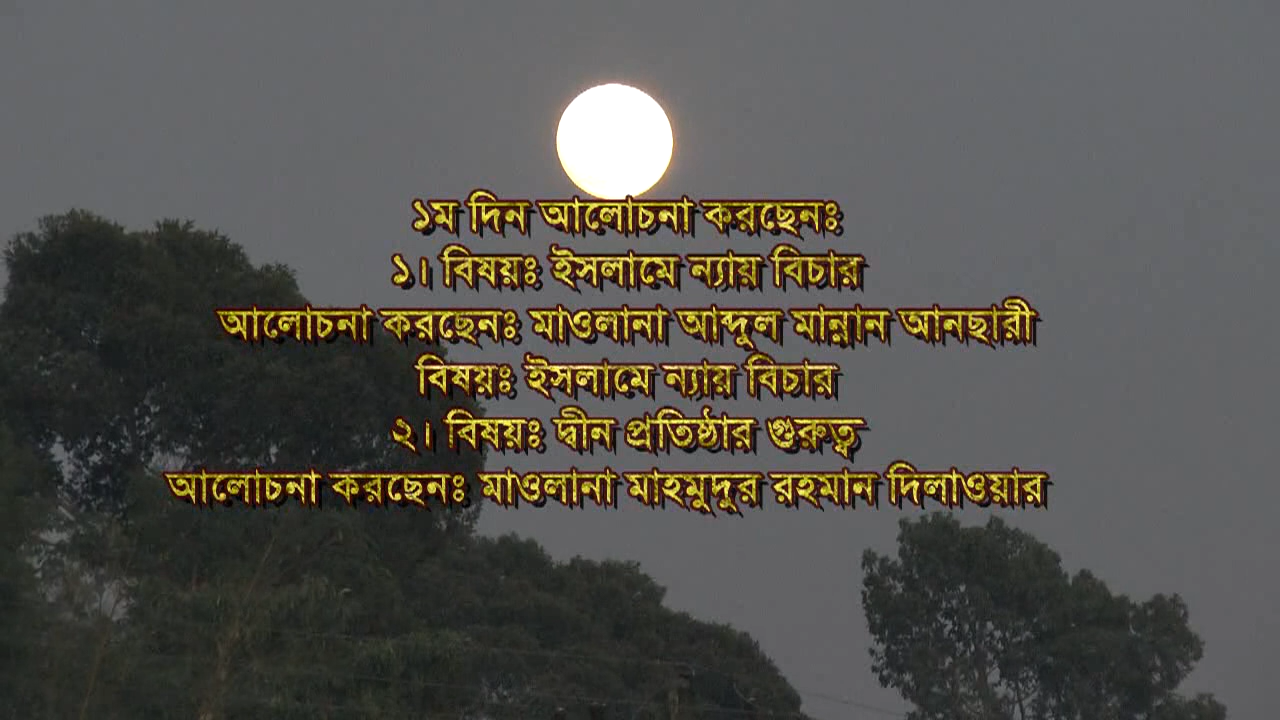 ১ম দিন আলোচনা করছেনঃ
১। বিষয়ঃ ইসলামে ন্যায় বিচার
আলোচনা করছেনঃ মাওলানা আব্দুল মান্নান আনছারী
বিষয়ঃ ইসলামে ন্যায় বিচার
২। বিষয়ঃ দ্বীন প্রতিষ্ঠার গুরুত্ব
আলোচনা করছেনঃ মাওলানা মাহমুদুর রহমান দিলাওয়ার